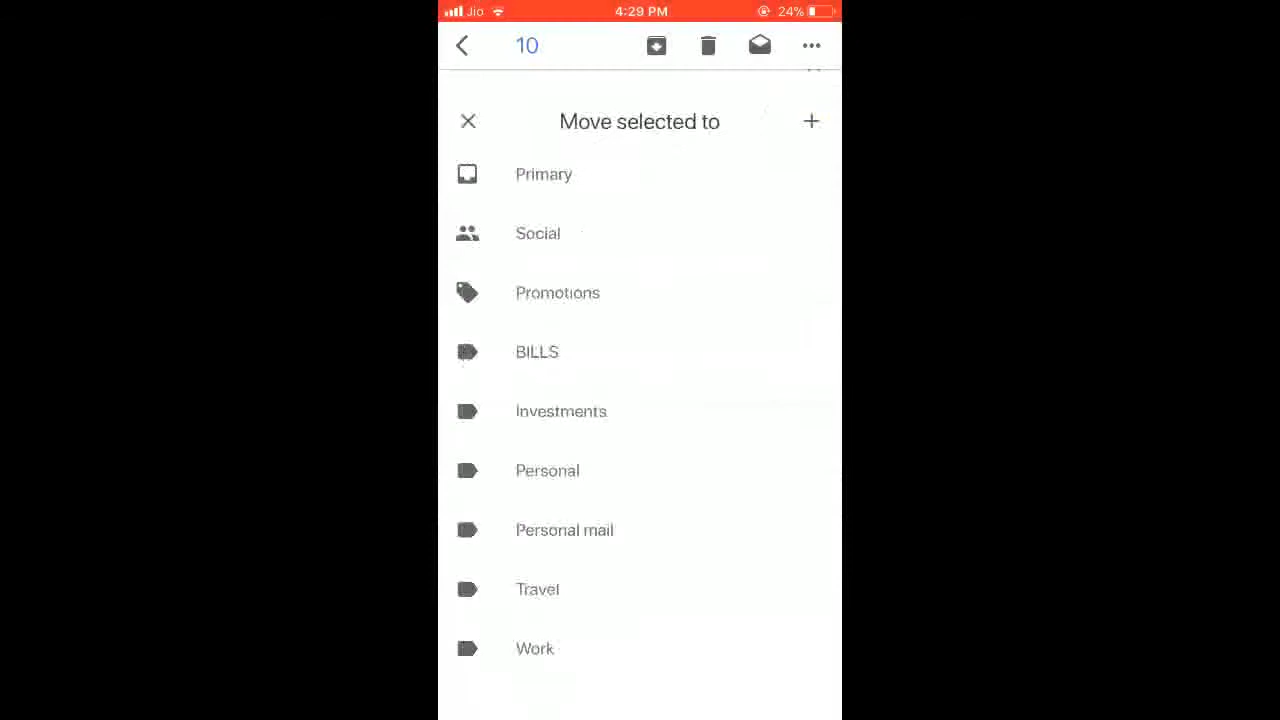 Jio 4:29 PM 24%
10
Move selected to
Primary
Social
Promotions
BILLS
Investments
Personal
Personal mail
Travel
Work